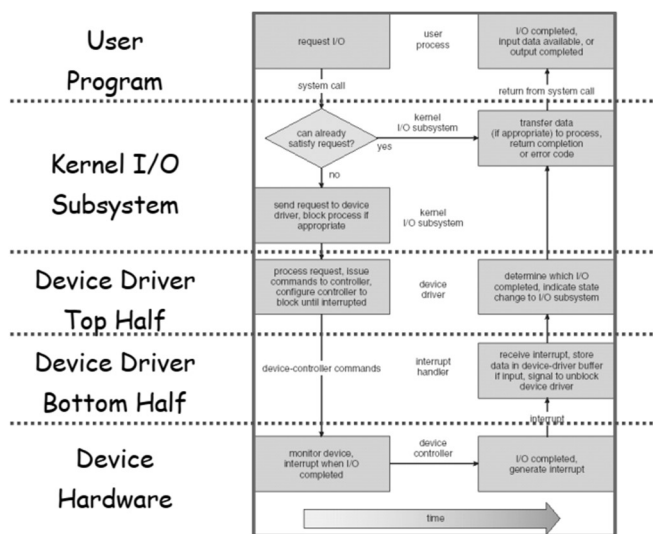 User
Program
request I/O
user
process
I/O completed,
input data available, or
output completed
system call
return from system call
Kernel I/O
Subsystem
can already
satisfy request?
yes
no
kernel
I/O subsystem
transfer data
(if appropriate) to process,
return completion
or error code
send request to device
driver, block process if
appropriate
kernel
I/O subsystem
Device Driver
Top Half
process request, issue
commands to controller,
configure controller to
block until interrupted
device
driver
determine which I/O
completed, indicate state
change to I/O subsystem
Device Driver
Bottom Half
device-controller commands
interrupt
handler
receive interrupt, store
data in device-driver buffer
if input, signal to unblock
device driver
interrupt
Device
Hardware
monitor device,
interrupt when I/O
completed
device
controller
I/O completed,
generate interrupt
time